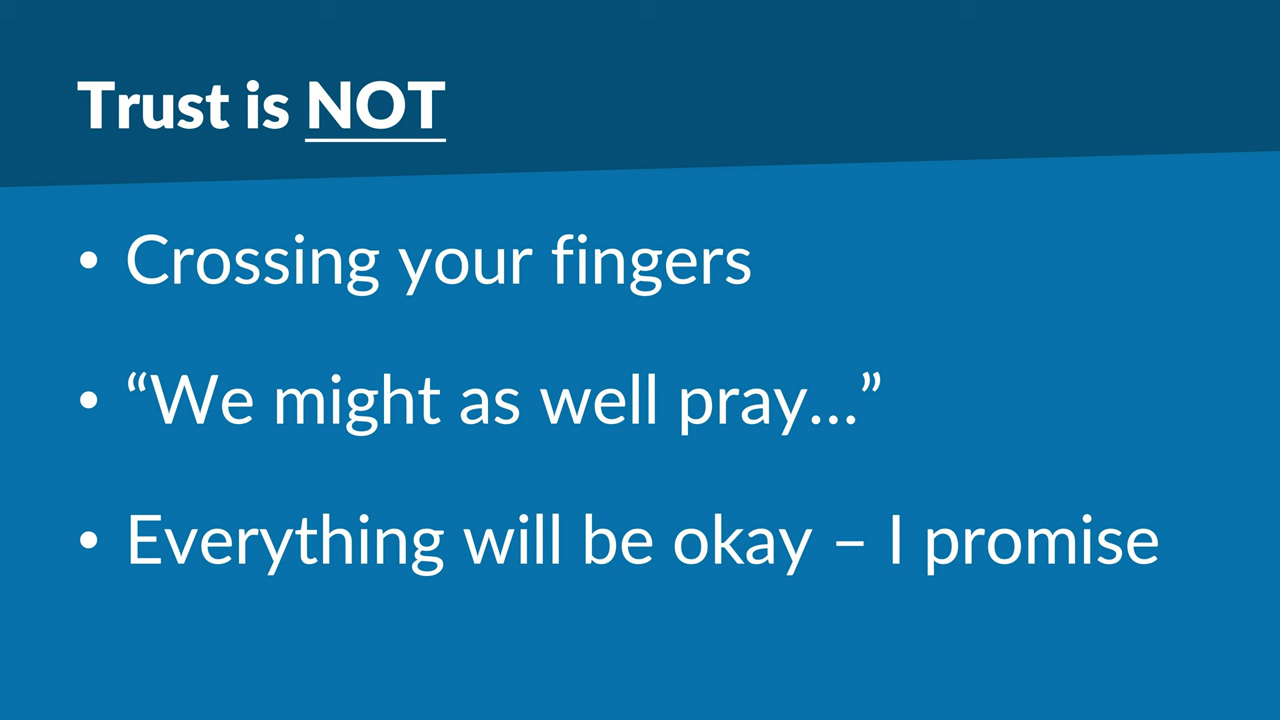 Trust is NOT
• Crossing your fingers
• “We might as well pray…”
• Everything will be okay – I promise